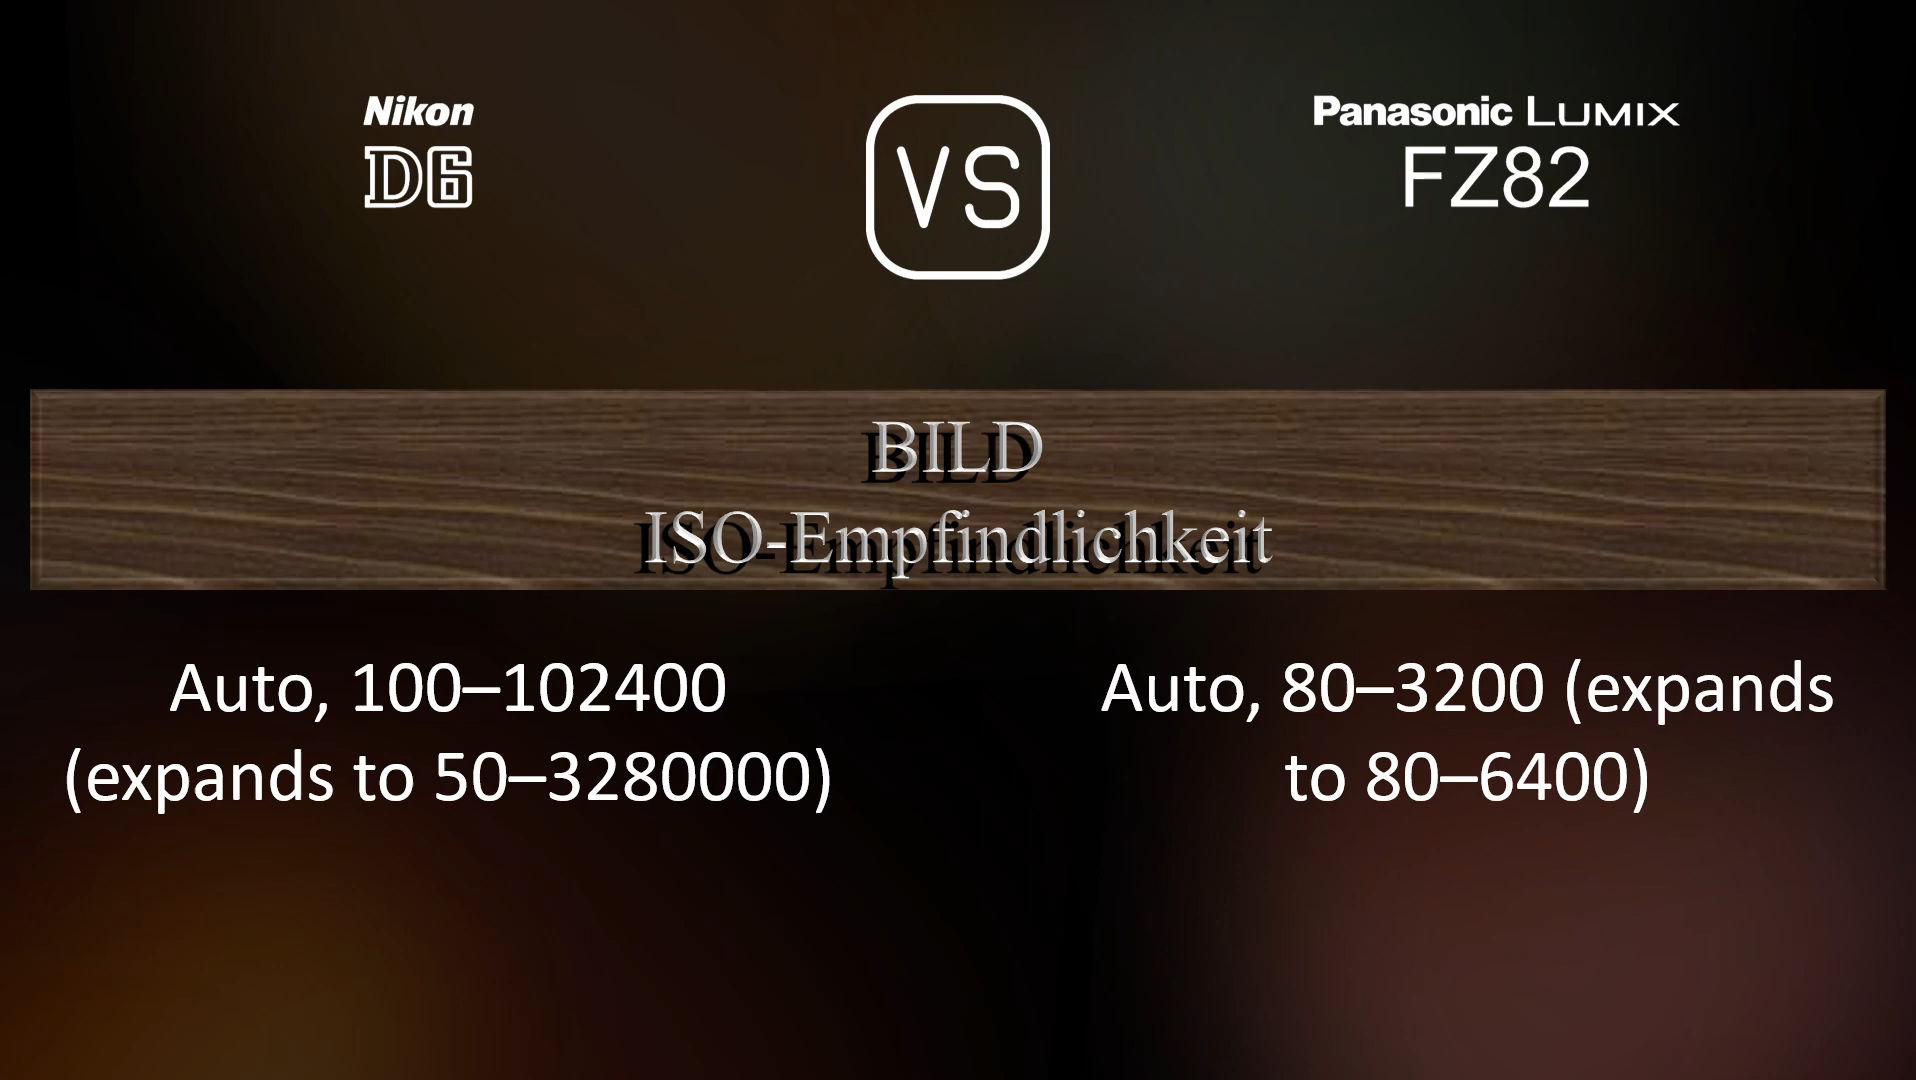 Nikon
D6
VS
Panasonic LUMIX
FZ82
BILD
ISO-Empfindlichkeit
Auto, 100–102400
(expands to 50–3280000)
Auto, 80–3200 (expands
to 80–6400)